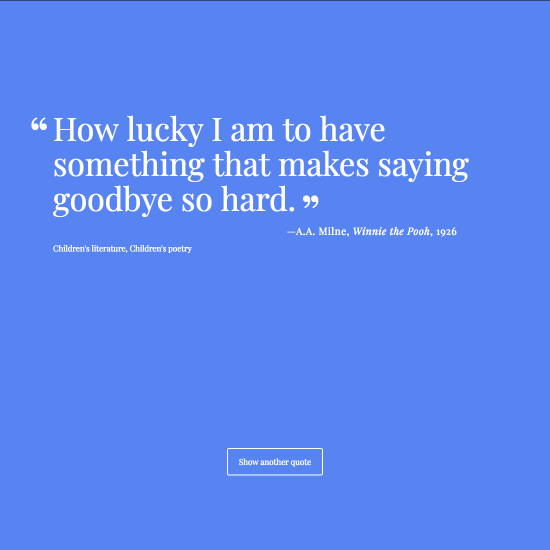 “How lucky I am to have
something that makes saying
goodbye so hard.”
—A.A. Milne, Winnie the Pooh, 1926
Children's literature, Children's poetry
Show another quote